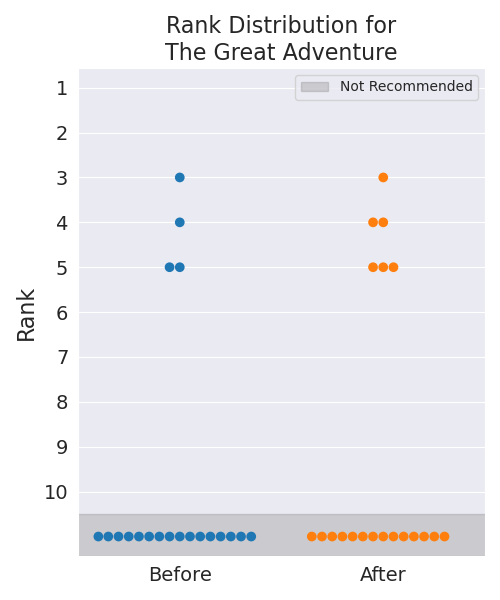 Rank Distribution for
The Great Adventure
Not Recommended
1
2
3
4
5
6
7
8
9
10
Rank
Before After